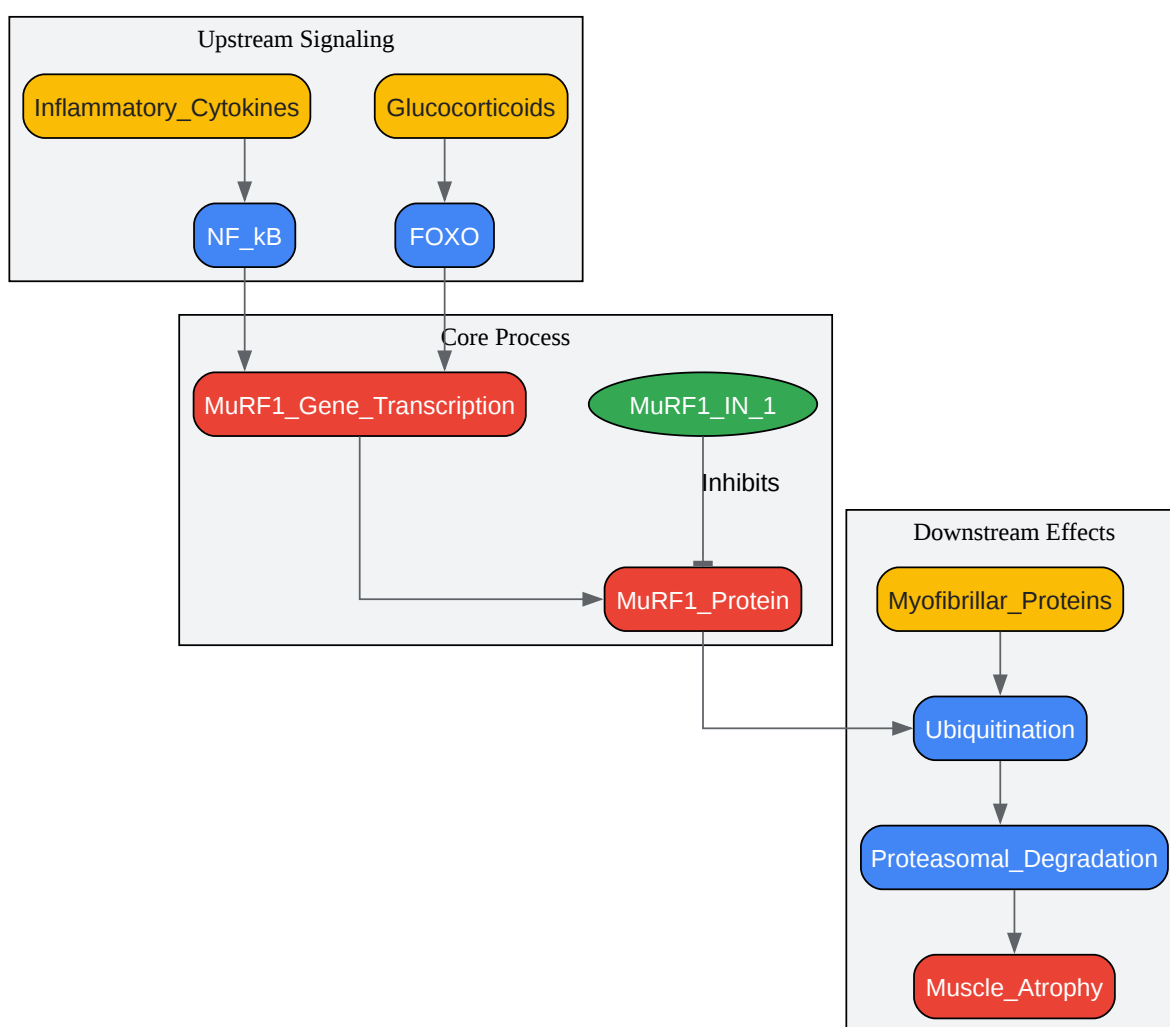 Upstream Signaling
Inflammatory_Cytokines
Glucocorticoids
NF_kB
FOXO
Core Process
MuRF1_Gene_Transcription
MuRF1_IN_1
Inhibits
MuRF1_Protein
Downstream Effects
Myofibrillar_Proteins
Ubiquitination
Proteasomal_Degradation
Muscle_Atrophy